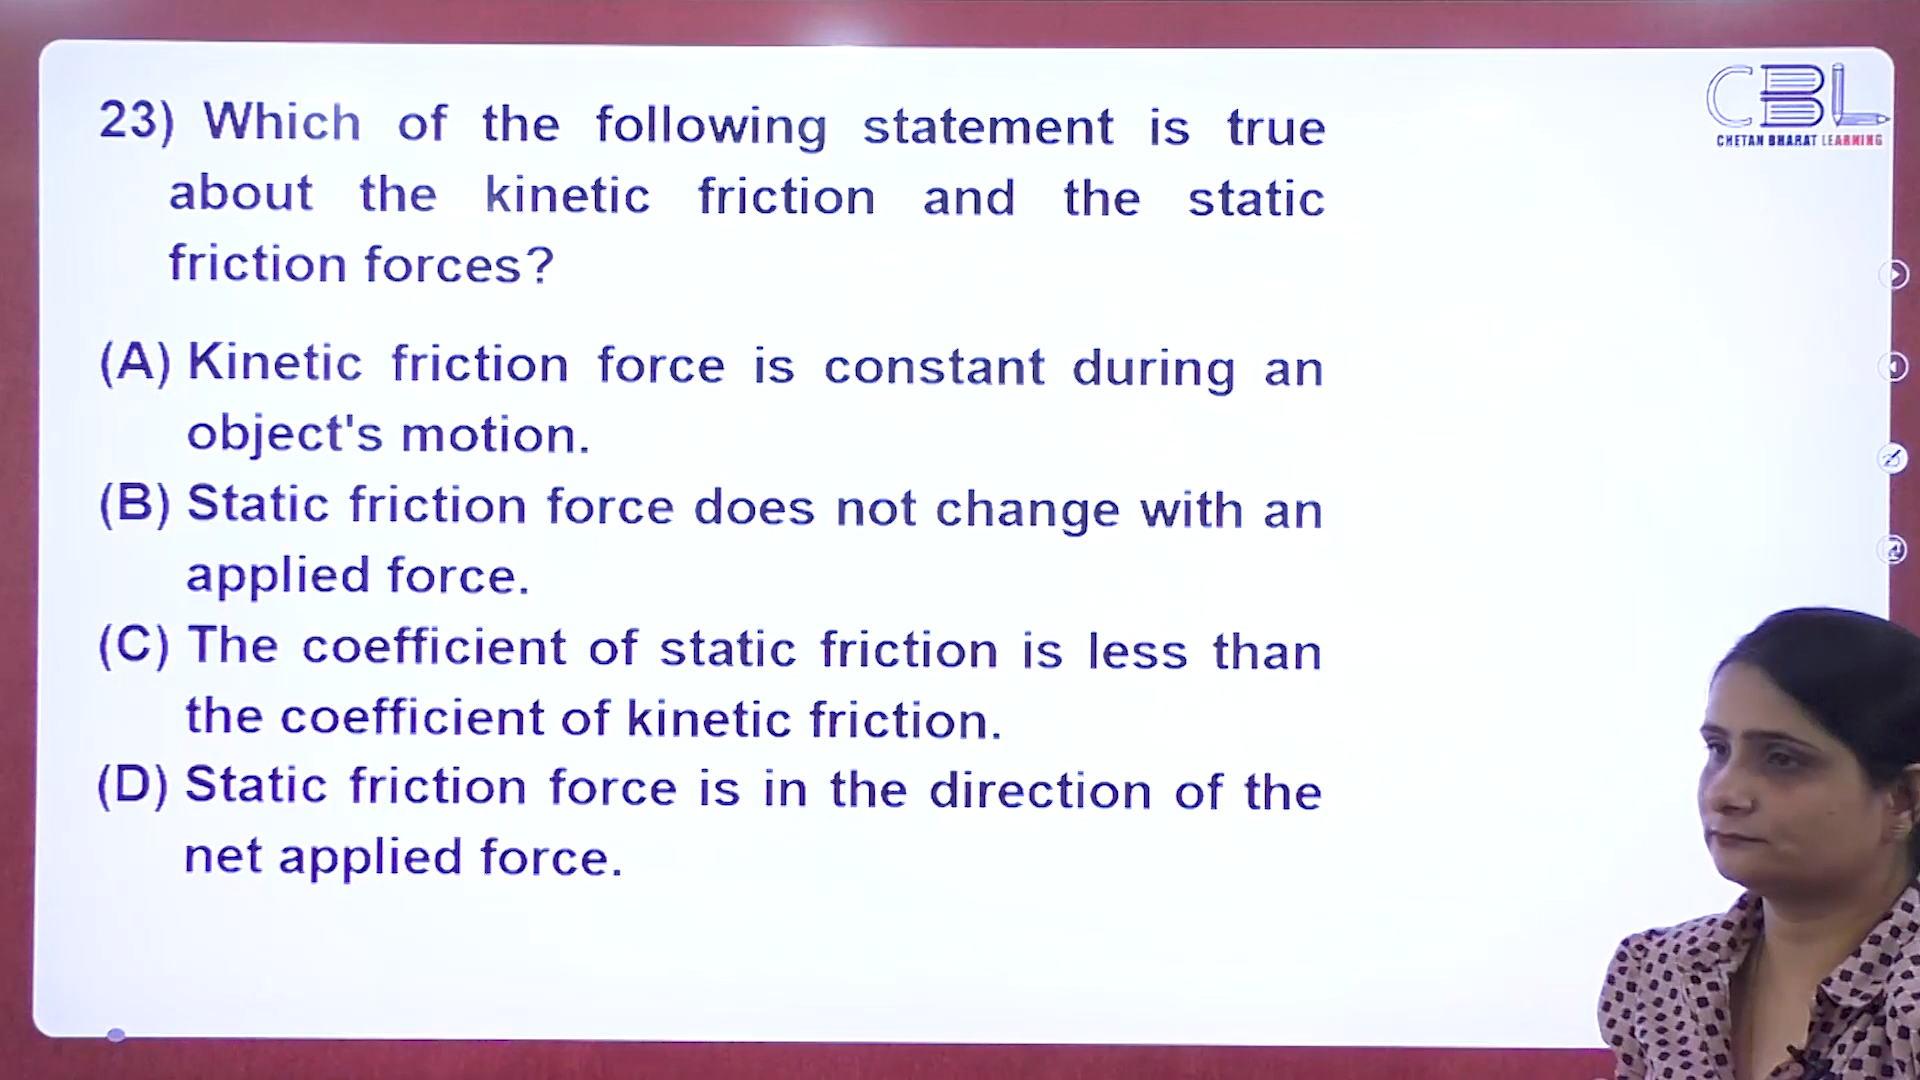 CBL
CHETAN BHARAT LEARNING
23) Which of the following statement is true
about the kinetic friction and the static
friction forces?
(A) Kinetic friction force is constant during an
object's motion.
(B) Static friction force does not change with an
applied force.
(C) The coefficient of static friction is less than
the coefficient of kinetic friction.
(D) Static friction force is in the direction of the
net applied force.